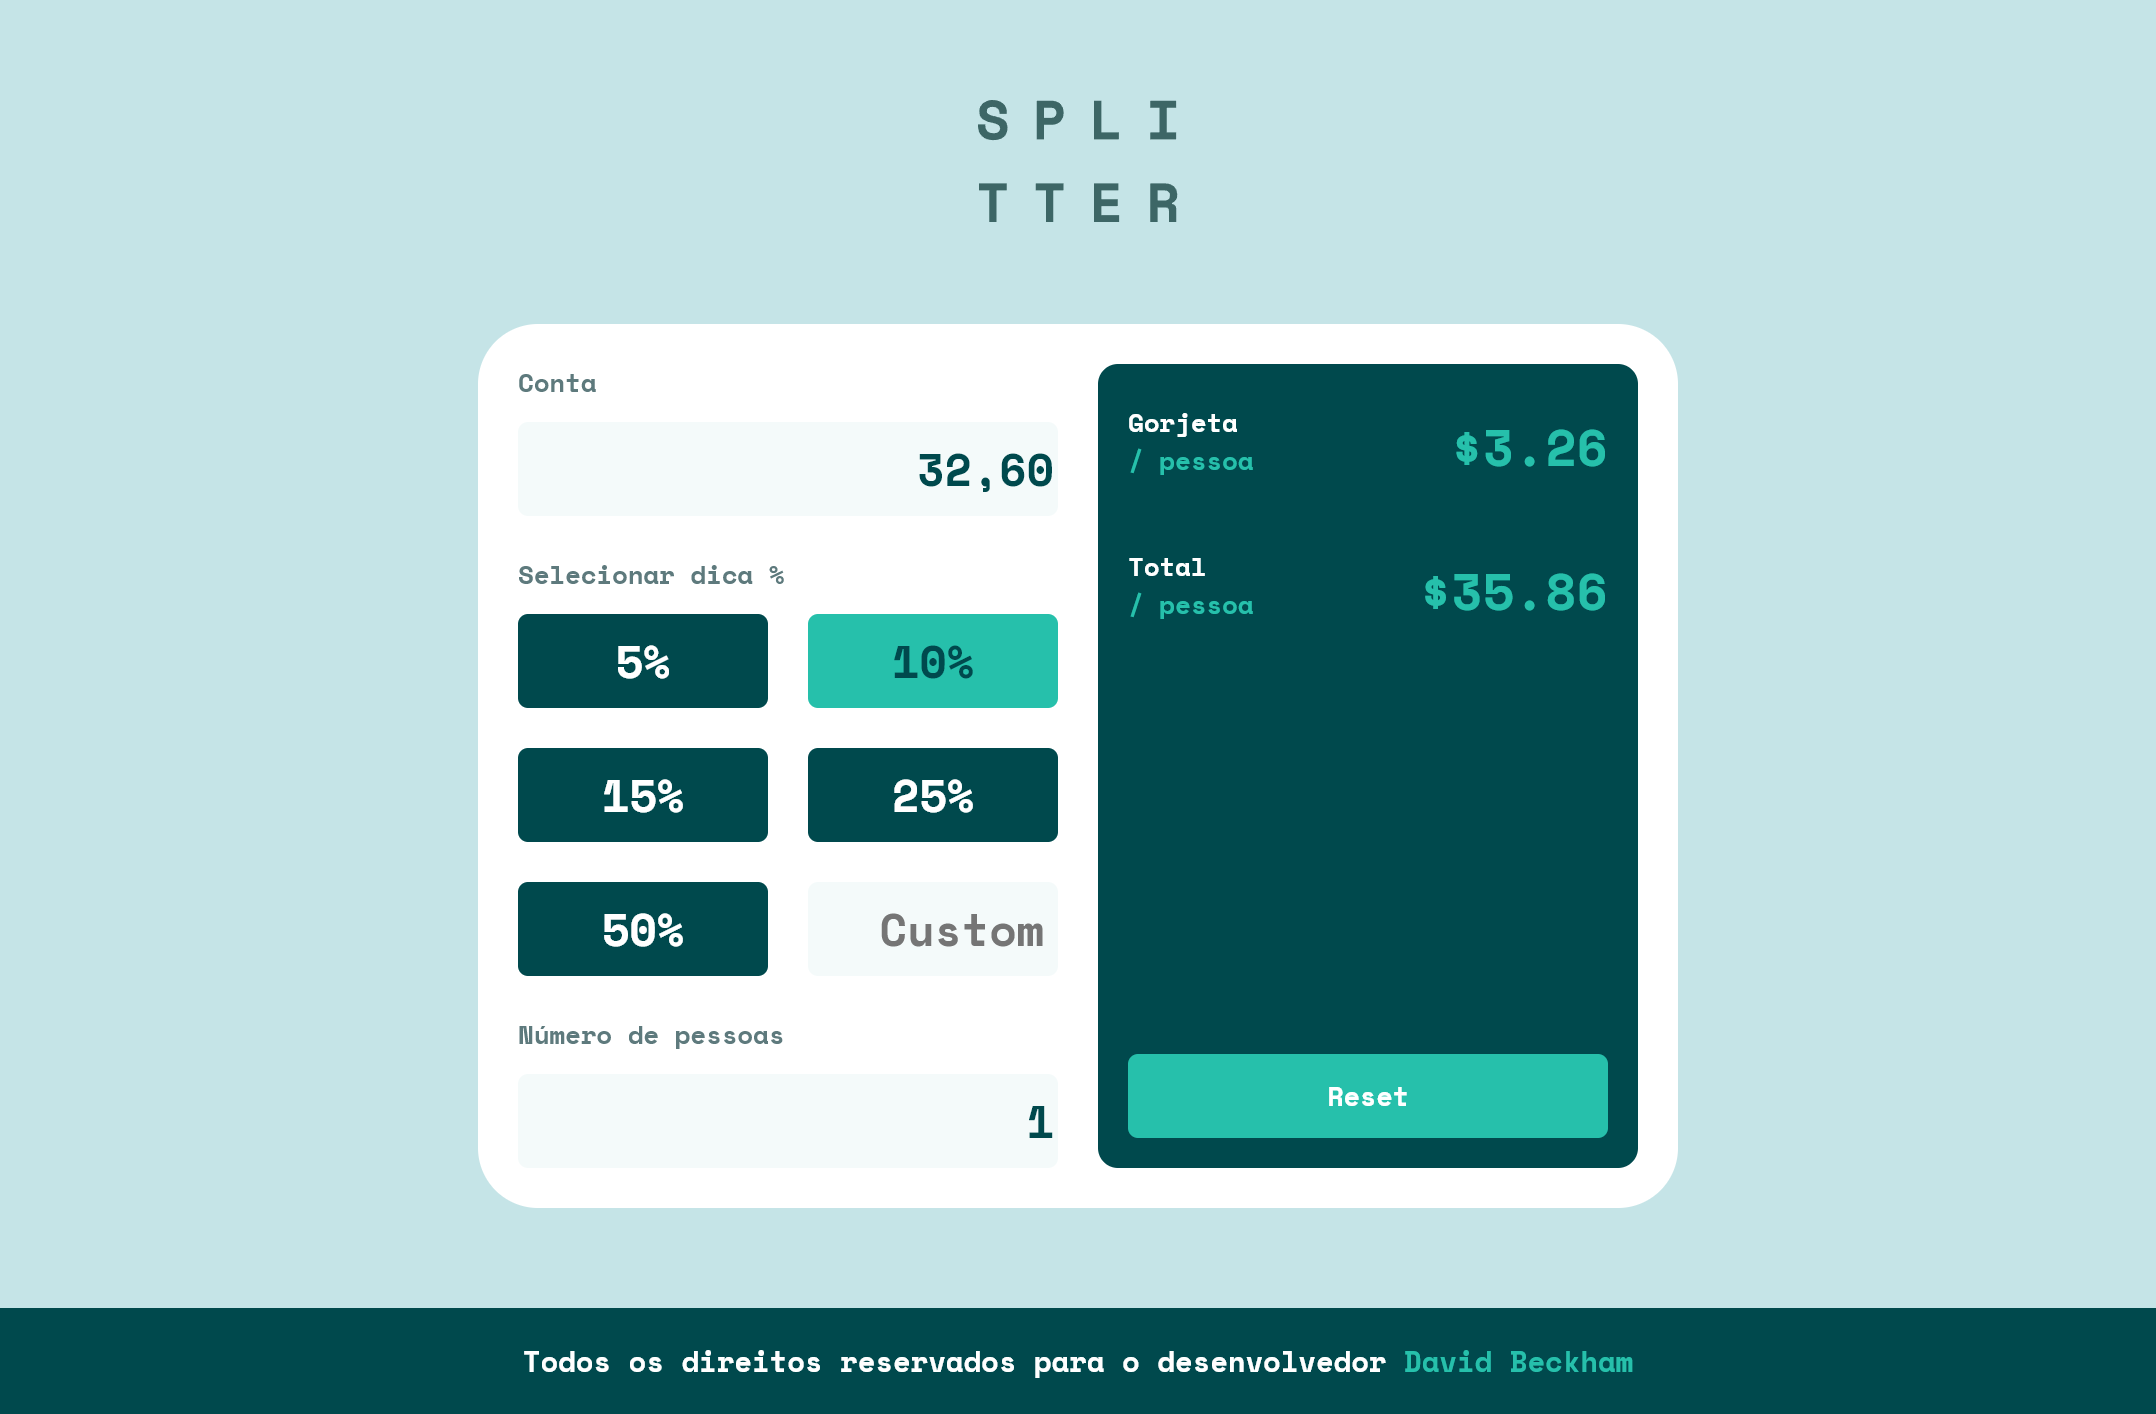 SPLI
TTER
Conta
32,60
Selecionar dica %
5%
10%
15%
25%
50%
Custom
Número de pessoas
1
Gorjeta
/ pessoa
$3.26
Total
/ pessoa
$35.86
Reset
Todos os direitos reservados para o desenvolvedor David Beckham